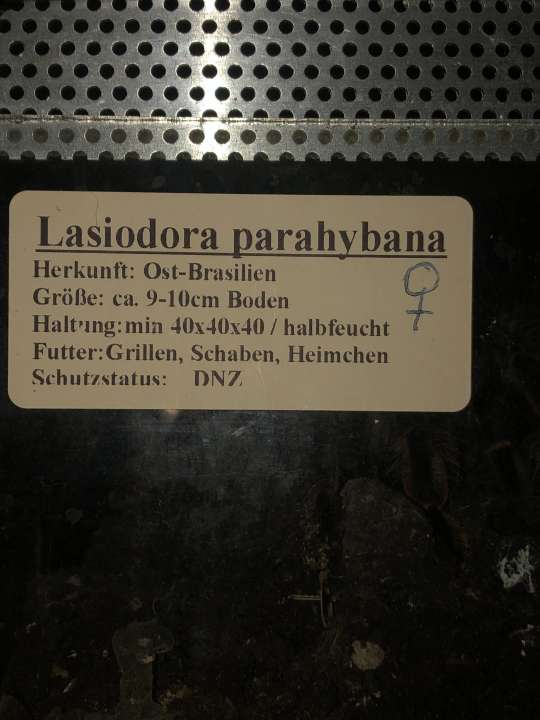 Lasiodora parahybana
Herkunft: Ost-Brasilien
Größe: ca. 9-10cm Boden
Haltung:min 40x40x40 / halbfeucht
Futter:Grillen, Schaben, Heimchen
Schutzstatus: DNZ
♀